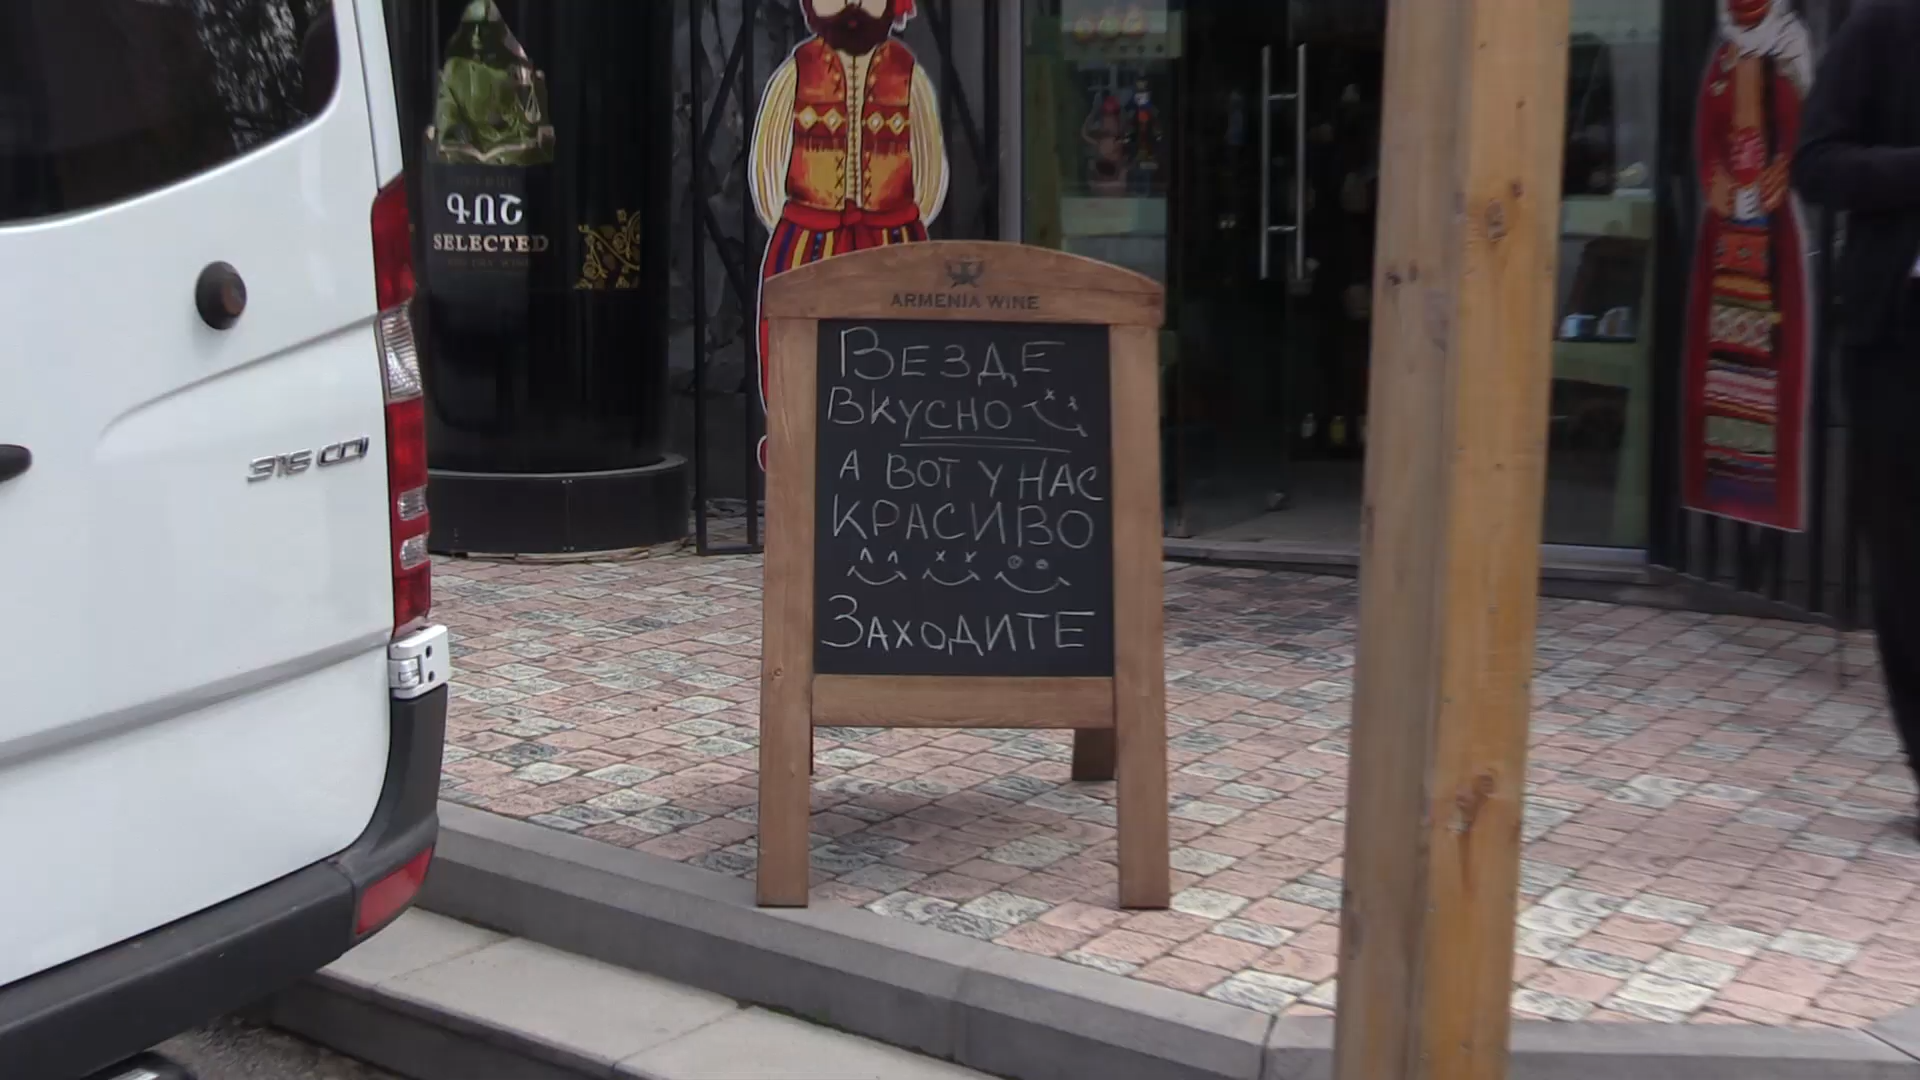 ԳՈՇ
SELECTED
316 CDI
ARMENIA WINE
ВЕЗДЕ
ВКУСНО
А ВОТ У НАС
КРАСИВО
ЗАХОДИТЕ